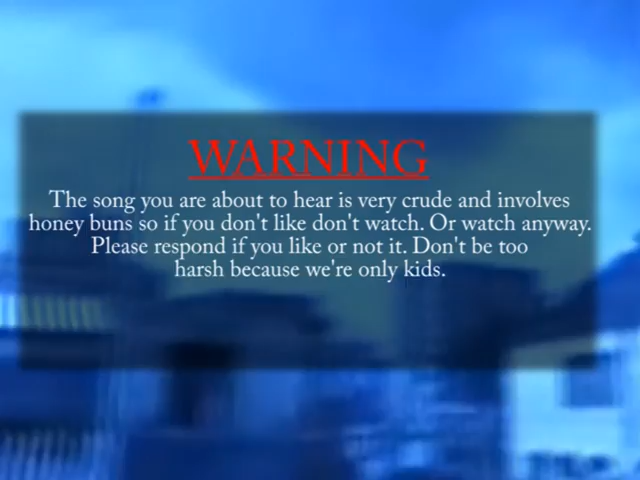 WARNING
The song you are about to hear is very crude and involves
honey buns so if you don't like don't watch. Or watch anyway.
Please respond if you like or not it. Don't be too
harsh because we're only kids.